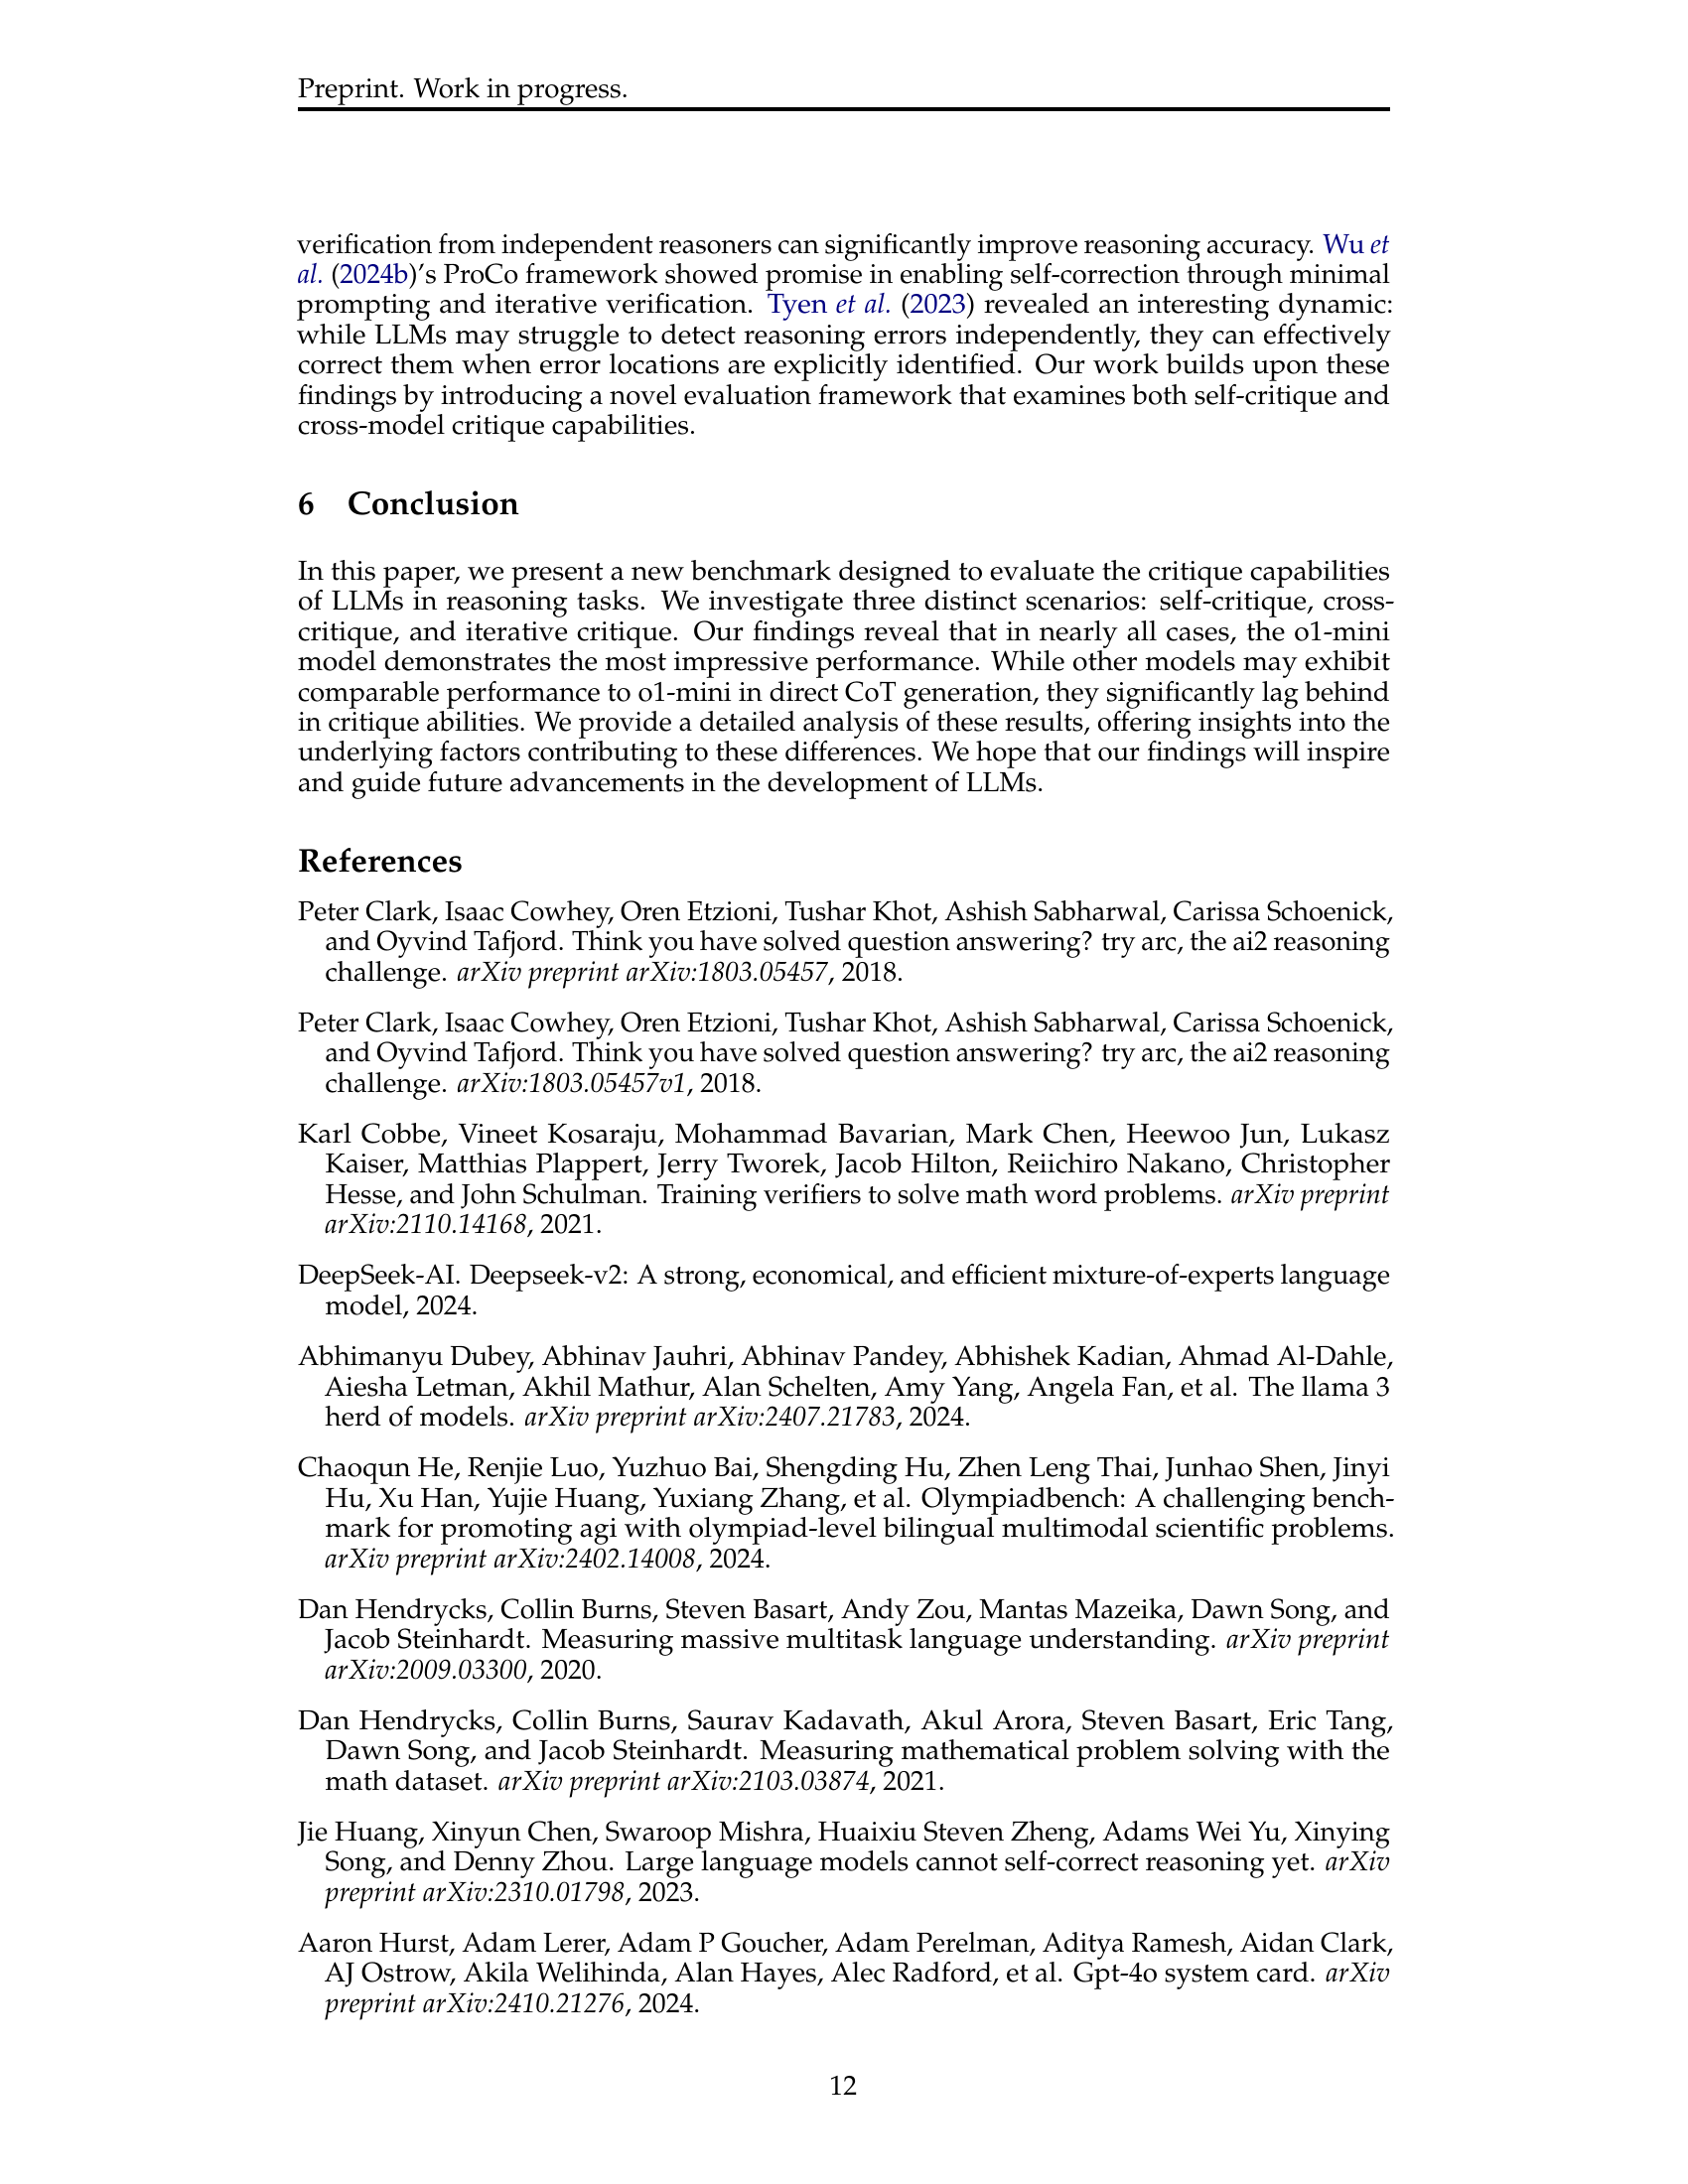 Preprint. Work in progress.
verification from independent reasoners can significantly improve reasoning accuracy. Wu et
al. (2024b)’s ProCo framework showed promise in enabling self-correction through minimal
prompting and iterative verification. Tyen et al. (2023) revealed an interesting dynamic:
while LLMs may struggle to detect reasoning errors independently, they can effectively
correct them when error locations are explicitly identified. Our work builds upon these
findings by introducing a novel evaluation framework that examines both self-critique and
cross-model critique capabilities.
6 Conclusion
In this paper, we present a new benchmark designed to evaluate the critique capabilities
of LLMs in reasoning tasks. We investigate three distinct scenarios: self-critique, cross-
critique, and iterative critique. Our findings reveal that in nearly all cases, the o1-mini
model demonstrates the most impressive performance. While other models may exhibit
comparable performance to o1-mini in direct CoT generation, they significantly lag behind
in critique abilities. We provide a detailed analysis of these results, offering insights into the
underlying factors contributing to these differences. We hope that our findings will inspire
and guide future advancements in the development of LLMs.
References
Peter Clark, Isaac Cowhey, Oren Etzioni, Tushar Khot, Ashish Sabharwal, Carissa Schoenick,
and Oyvind Tafjord. Think you have solved question answering? try arc, the ai2 reasoning
challenge. arXiv preprint arXiv:1803.05457, 2018.
Peter Clark, Isaac Cowhey, Oren Etzioni, Tushar Khot, Ashish Sabharwal, Carissa Schoenick,
and Oyvind Tafjord. Think you have solved question answering? try arc, the ai2 reasoning
challenge. arXiv:1803.05457v1, 2018.
Karl Cobbe, Vineet Kosaraju, Mohammad Bavarian, Mark Chen, Heewoo Jun, Lukasz
Kaiser, Matthias Plappert, Jerry Tworek, Jacob Hilton, Reiichiro Nakano, Christopher
Hesse, and John Schulman. Training verifiers to solve math word problems. arXiv preprint
arXiv:2110.14168, 2021.
DeepSeek-AI. Deepseek-v2: A strong, economical, and efficient mixture-of-experts language
model, 2024.
Abhimanyu Dubey, Abhinav Jauhri, Abhinav Pandey, Abhishek Kadian, Ahmad Al-Dahle,
Aiesha Letman, Akhil Mathur, Alan Schelten, Amy Yang, Angela Fan, et al. The llama 3
herd of models. arXiv preprint arXiv:2407.21783, 2024.
Chaoqun He, Renjie Luo, Yuzhuo Bai, Shengding Hu, Zhen Leng Thai, Junhao Shen, Jinyi
Hu, Xu Han, Yujie Huang, Yuxiang Zhang, et al. Olympiadbench: A challenging bench-
mark for promoting agi with olympiad-level bilingual multimodal scientific problems.
arXiv preprint arXiv:2402.14008, 2024.
Dan Hendrycks, Collin Burns, Steven Basart, Andy Zou, Mantas Mazeika, Dawn Song, and
Jacob Steinhardt. Measuring massive multitask language understanding. arXiv preprint
arXiv:2009.03300, 2020.
Dan Hendrycks, Collin Burns, Saurav Kadavath, Akul Arora, Steven Basart, Eric Tang,
Dawn Song, and Jacob Steinhardt. Measuring mathematical problem solving with the
math dataset. arXiv preprint arXiv:2103.03874, 2021.
Jie Huang, Xinyun Chen, Swaroop Mishra, Huaixiu Steven Zheng, Adams Wei Yu, Xinying
Song, and Denny Zhou. Large language models cannot self-correct reasoning yet. arXiv
preprint arXiv:2310.01798, 2023.
Aaron Hurst, Adam Lerer, Adam P Goucher, Adam Perelman, Aditya Ramesh, Aidan Clark,
AJ Ostrow, Akila Welihinda, Alan Hayes, Alec Radford, et al. Gpt-4o system card. arXiv
preprint arXiv:2410.21276, 2024.
12